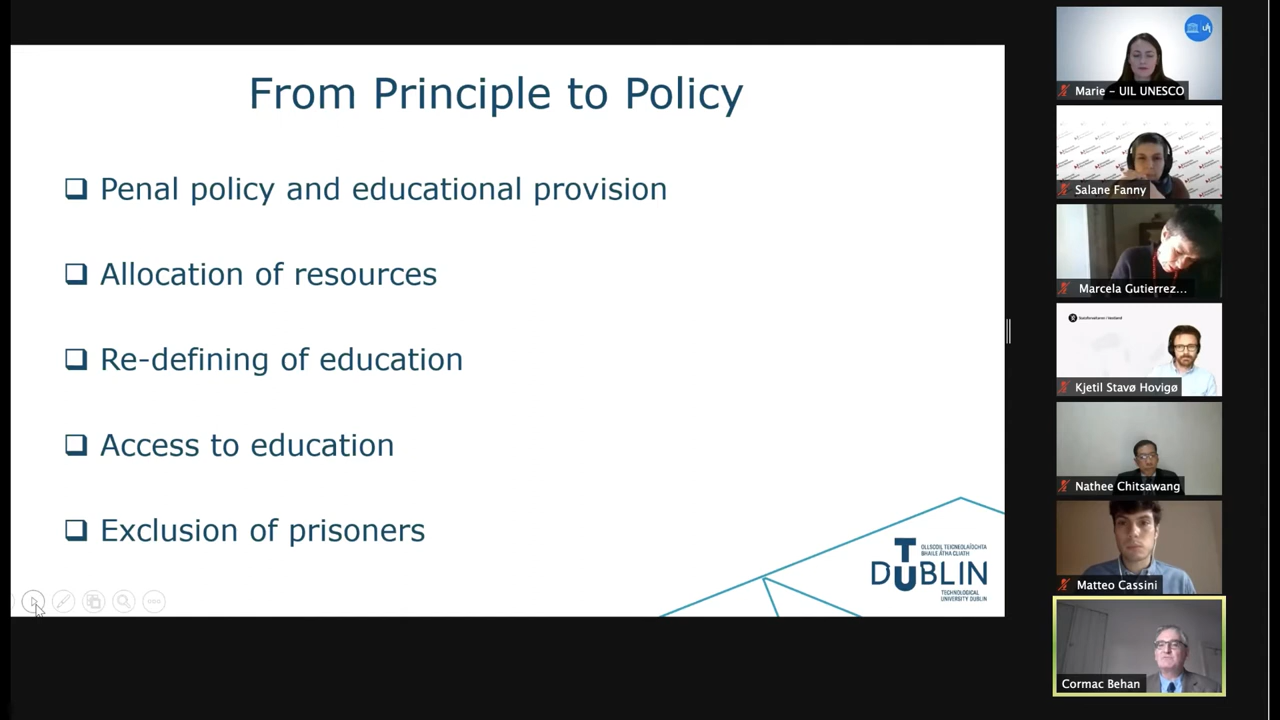 From Principle to Policy
Penal policy and educational provision
Allocation of resources
Re-defining of education
Access to education
Exclusion of prisoners
OLLSCOIL TEICNEOLAÍOCHTA
BHAILE ÁTHA CLIATH
TU DUBLIN
TECHNOLOGICAL
UNIVERSITY DUBLIN
Marie – UIL UNESCO
Salane Fanny
Marcela Gutierrez...
Kjetil Stavø Hovigø
Nathee Chitsawang
Matteo Cassini
Cormac Behan